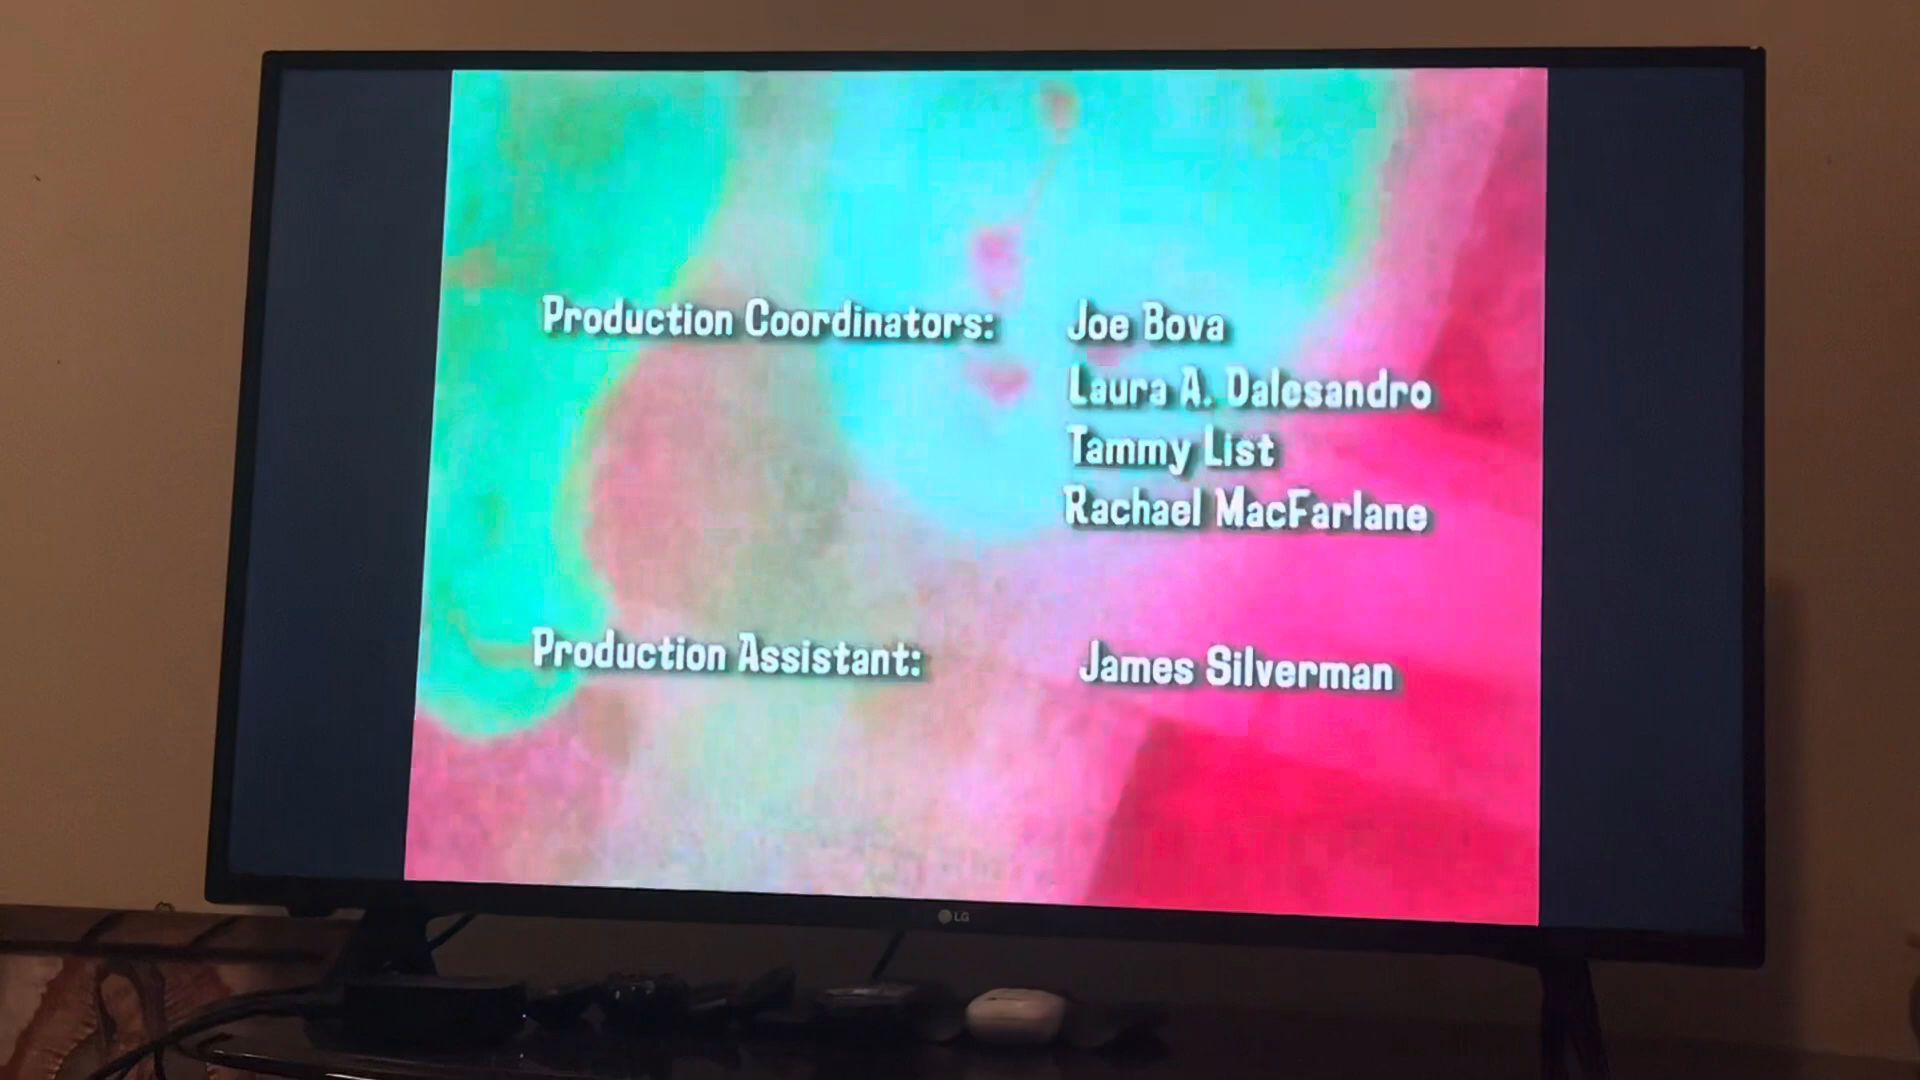 Production Coordinators: Joe Bova
Laura A. Dalesandro
Tammy List
Rachael MacFarlane
Production Assistant: James Silverman
LG